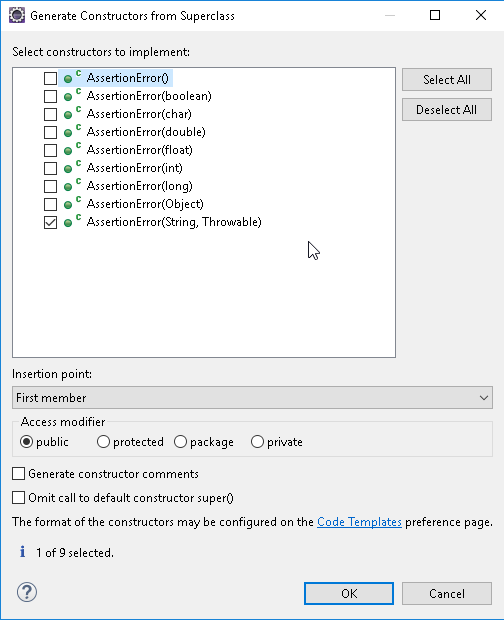 Generate Constructors from Superclass
Select constructors to implement:
AssertionError()
AssertionError(boolean)
AssertionError(char)
AssertionError(double)
AssertionError(float)
AssertionError(int)
AssertionError(long)
AssertionError(Object)
AssertionError(String, Throwable)
Select All
Deselect All
Insertion point:
First member
Access modifier
public protected package private
Generate constructor comments
Omit call to default constructor super()
The format of the constructors may be configured on the Code Templates preference page.
i 1 of 9 selected.
? OK Cancel